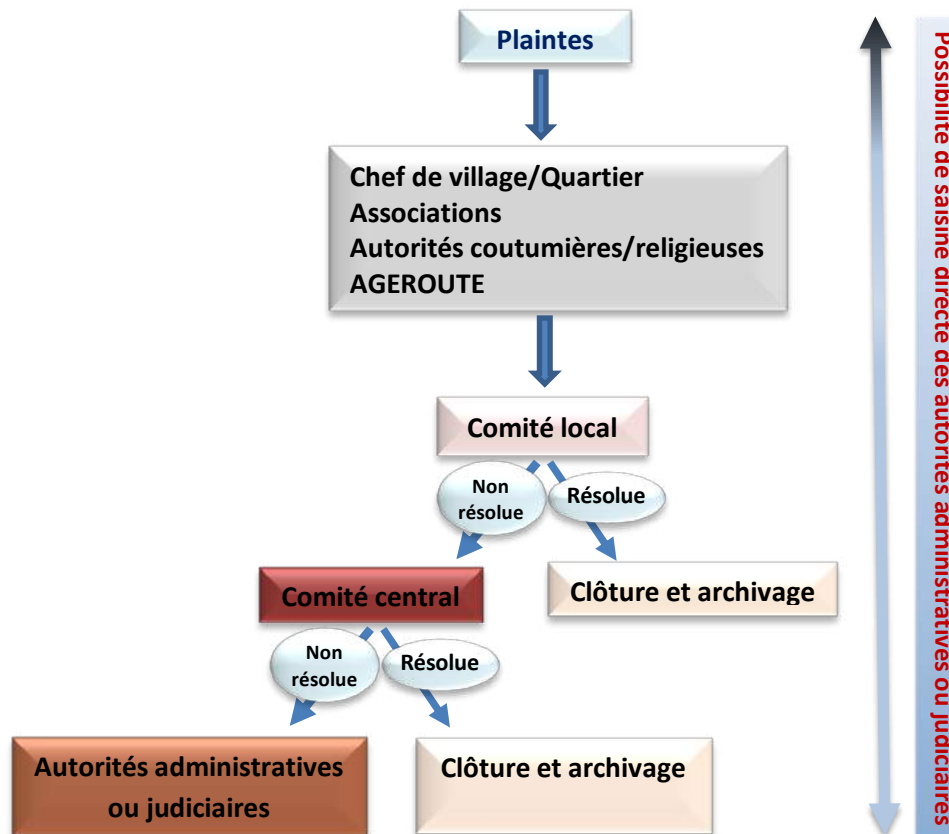 Plaintes
Chef de village/Quartier
Associations
Autorités coutumières/religieuses
AGEROUTE
Comité local
Non
résolue
Résolue
Comité central
Clôture et archivage
Non
résolue
Résolue
Autorités administratives
ou judiciaires
Clôture et archivage
Possibilité de saisine directe des autorités administratives ou judiciaires